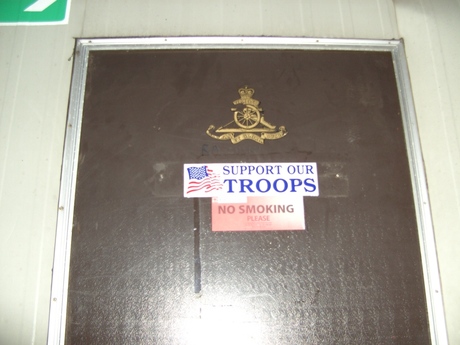 SUPPORT OUR
TROOPS
NO SMOKING
PLEASE